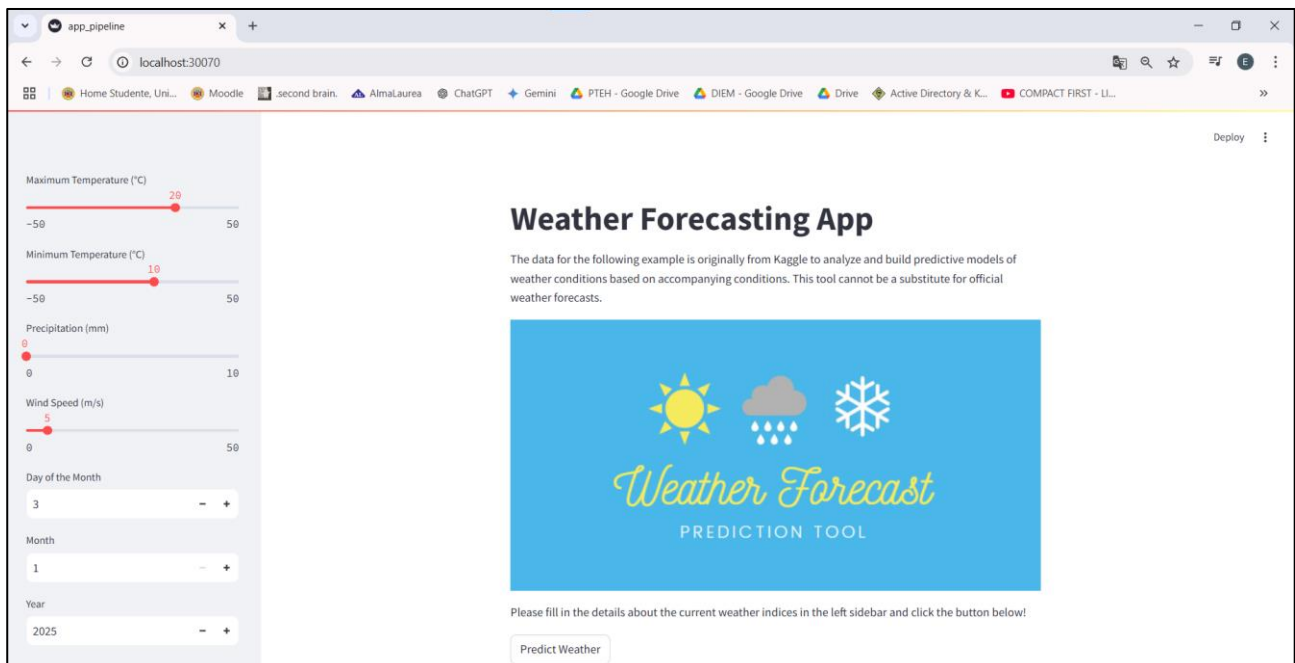 app_pipeline
localhost:30070
E
Home Studente, Uni... Moodle .second brain. AlmaLaurea ChatGPT Gemini PTEH - Google Drive DIEM - Google Drive Drive Active Directory & K... COMPACT FIRST - LI... »
Deploy
Maximum Temperature (°C)
20
-50 50
Minimum Temperature (°C)
10
-50 50
Precipitation (mm)
0
0 10
Wind Speed (m/s)
5
0 50
Day of the Month
3 - +
Month
1 - +
Year
2025 - +
Weather Forecasting App
The data for the following example is originally from Kaggle to analyze and build predictive models of
weather conditions based on accompanying conditions. This tool cannot be a substitute for official
weather forecasts.
Weather Forecast
PREDICTION TOOL
Please fill in the details about the current weather indices in the left sidebar and click the button below!
Predict Weather